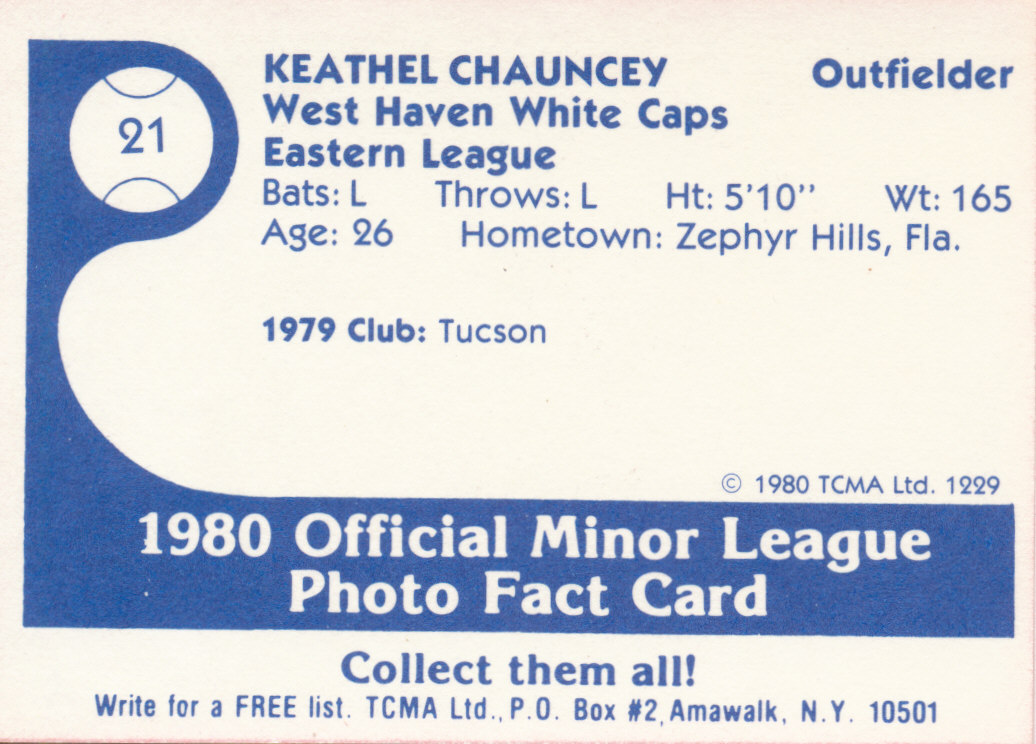 21
KEATHEL CHAUNCEY Outfielder
West Haven White Caps
Eastern League
Bats: L Throws: L Ht: 5'10" Wt: 165
Age: 26 Hometown: Zephyr Hills, Fla.
1979 Club: Tucson
© 1980 TCMA Ltd. 1229
1980 Official Minor League
Photo Fact Card
Collect them all!
Write for a FREE list. TCMA Ltd., P.O. Box #2, Amawalk, N.Y. 10501